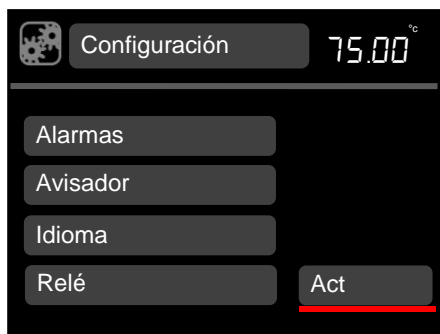 Configuración
75.00 °c
Alarmas
Avisador
Idioma
Relé Act